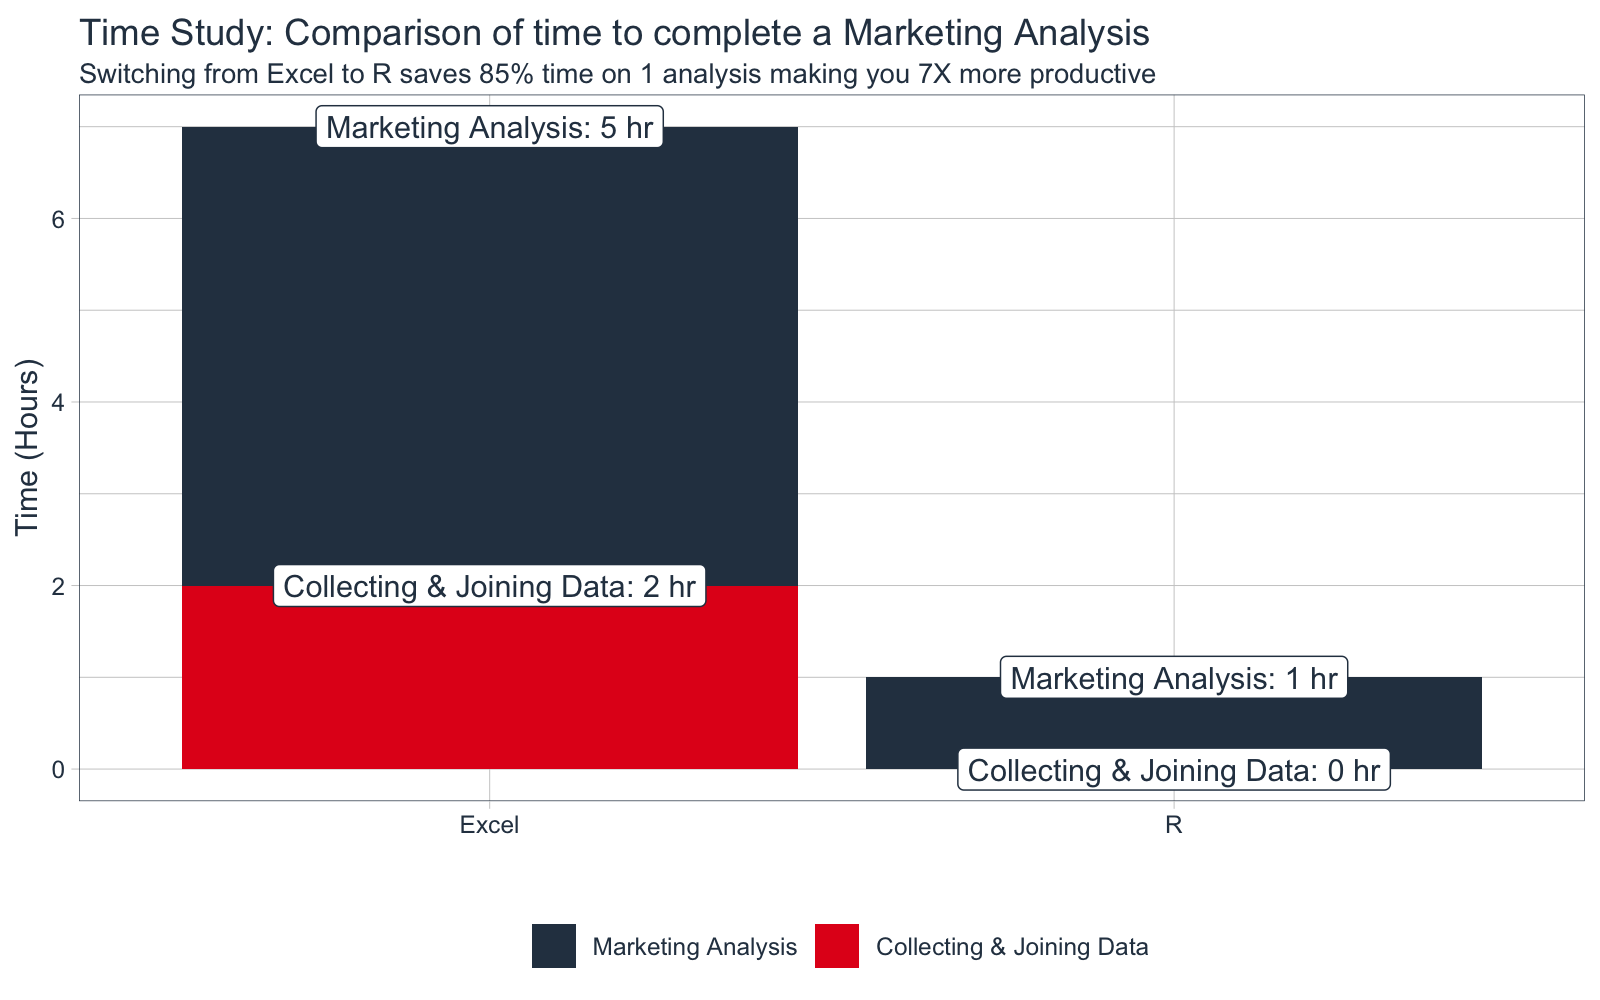 Time Study: Comparison of time to complete a Marketing Analysis
Switching from Excel to R saves 85% time on 1 analysis making you 7X more productive
Marketing Analysis: 5 hr
6
4
Time (Hours)
Collecting & Joining Data: 2 hr
2
Marketing Analysis: 1 hr
Collecting & Joining Data: 0 hr
0
Excel
R
Marketing Analysis
Collecting & Joining Data